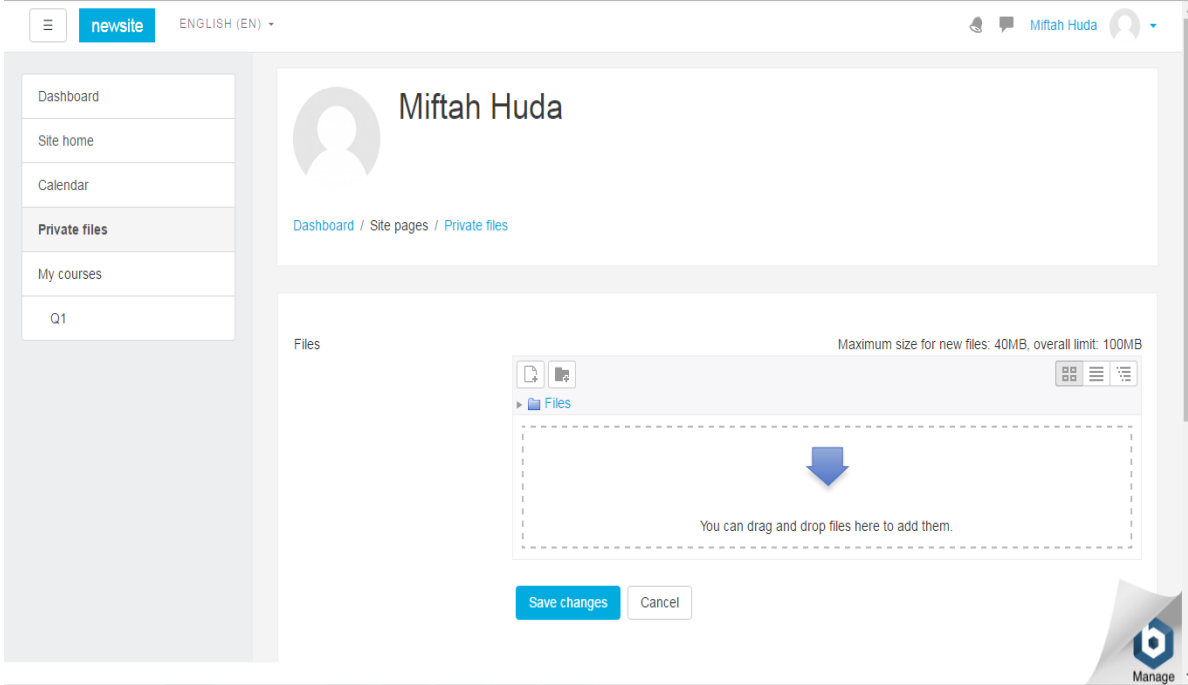 newsite ENGLISH (EN) Miftah Huda
Dashboard
Site home
Calendar
Private files
My courses
Q1
Miftah Huda
Dashboard / Site pages / Private files
Files Maximum size for new files: 40MB, overall limit: 100MB
Files
You can drag and drop files here to add them.
Save changes Cancel
Manage